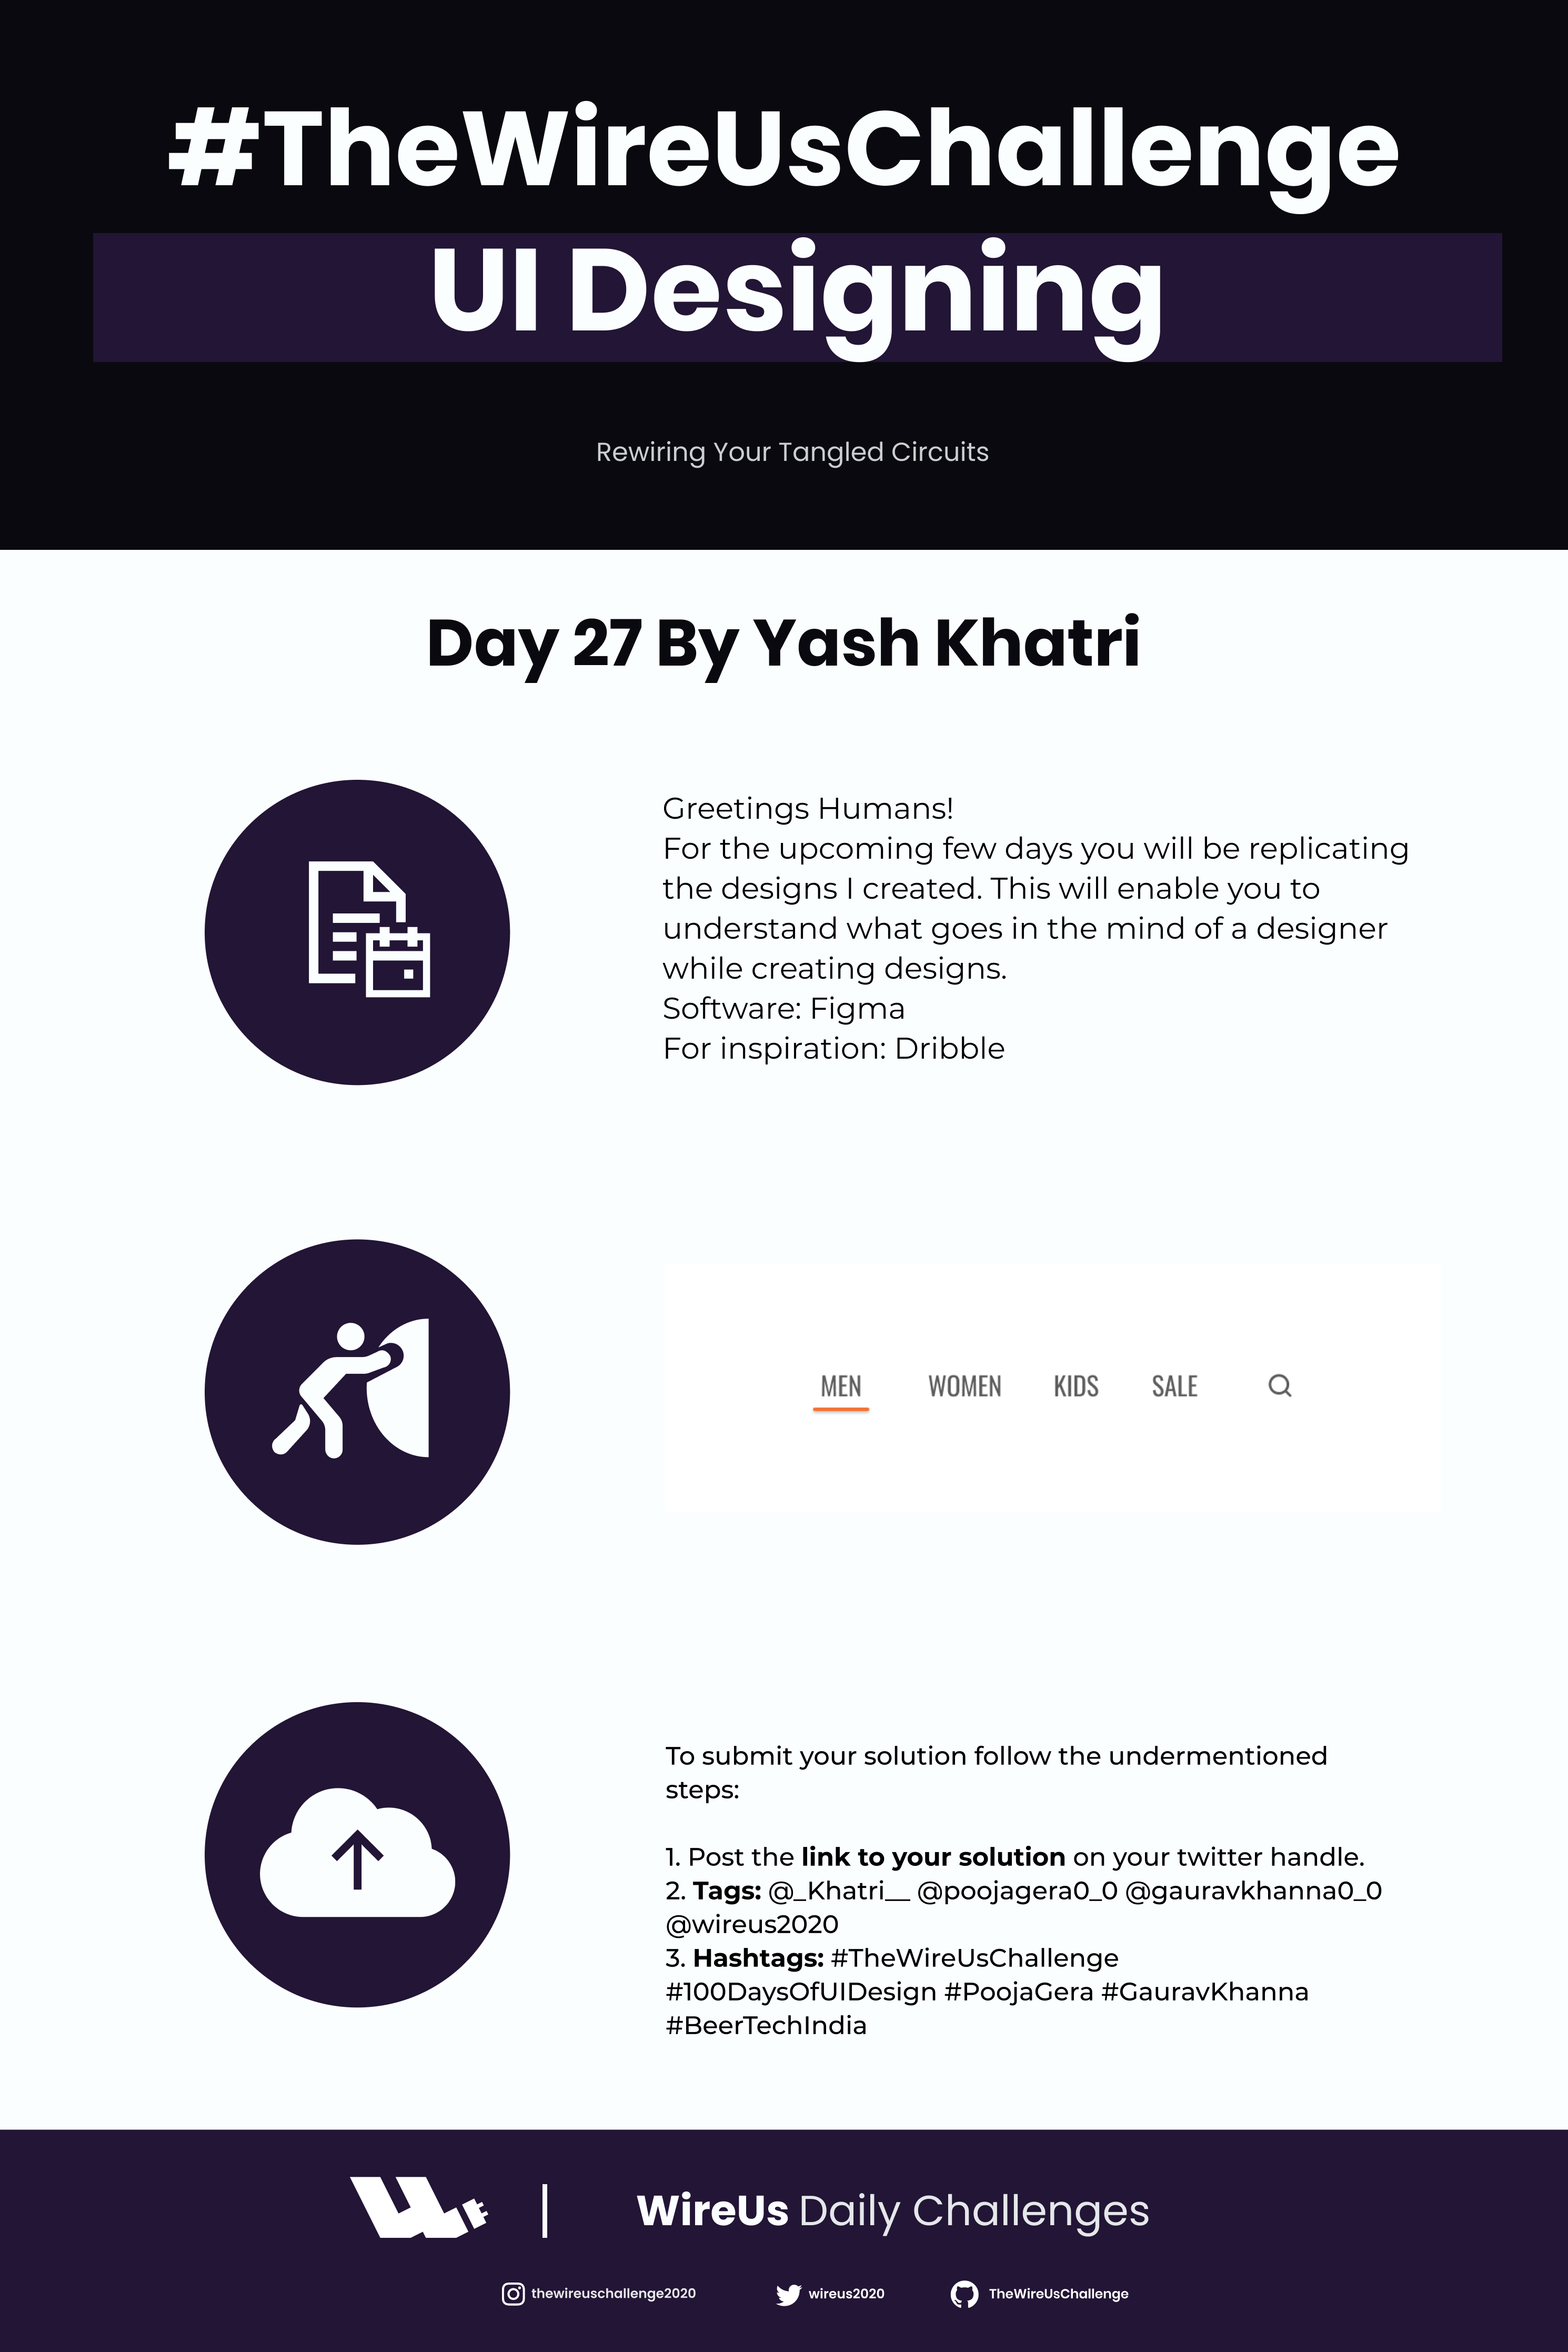 #TheWireUsChallenge
UI Designing
Rewiring Your Tangled Circuits
Day 27 By Yash Khatri
Greetings Humans!
For the upcoming few days you will be replicating
the designs I created. This will enable you to
understand what goes in the mind of a designer
while creating designs.
Software: Figma
For inspiration: Dribble
MEN WOMEN KIDS SALE
To submit your solution follow the undermentioned
steps:
1. Post the link to your solution on your twitter handle.
2. Tags: @_Khatri__ @poojagera0_0 @gauravkhanna0_0
@wireus2020
3. Hashtags: #TheWireUsChallenge
#100DaysOfUIDesign #PoojaGera #GauravKhanna
#BeerTechIndia
WireUs Daily Challenges
thewireuschallenge2020 wireus2020 TheWireUsChallenge